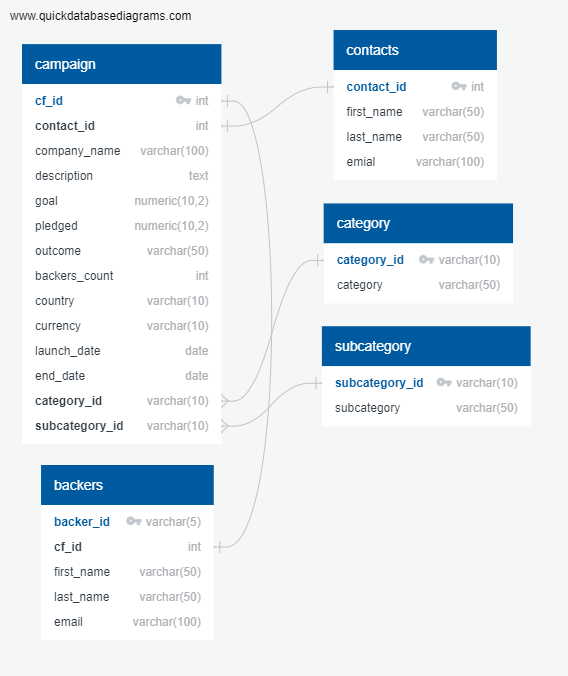 www.quickdatabasediagrams.com
campaign
cf_id int
contact_id int
company_name varchar(100)
description text
goal numeric(10,2)
pledged numeric(10,2)
outcome varchar(50)
backers_count int
country varchar(10)
currency varchar(10)
launch_date date
end_date date
category_id varchar(10)
subcategory_id varchar(10)
contacts
contact_id int
first_name varchar(50)
last_name varchar(50)
emial varchar(100)
category
category_id varchar(10)
category varchar(50)
subcategory
subcategory_id varchar(10)
subcategory varchar(50)
backers
backer_id varchar(5)
cf_id int
first_name varchar(50)
last_name varchar(50)
email varchar(100)